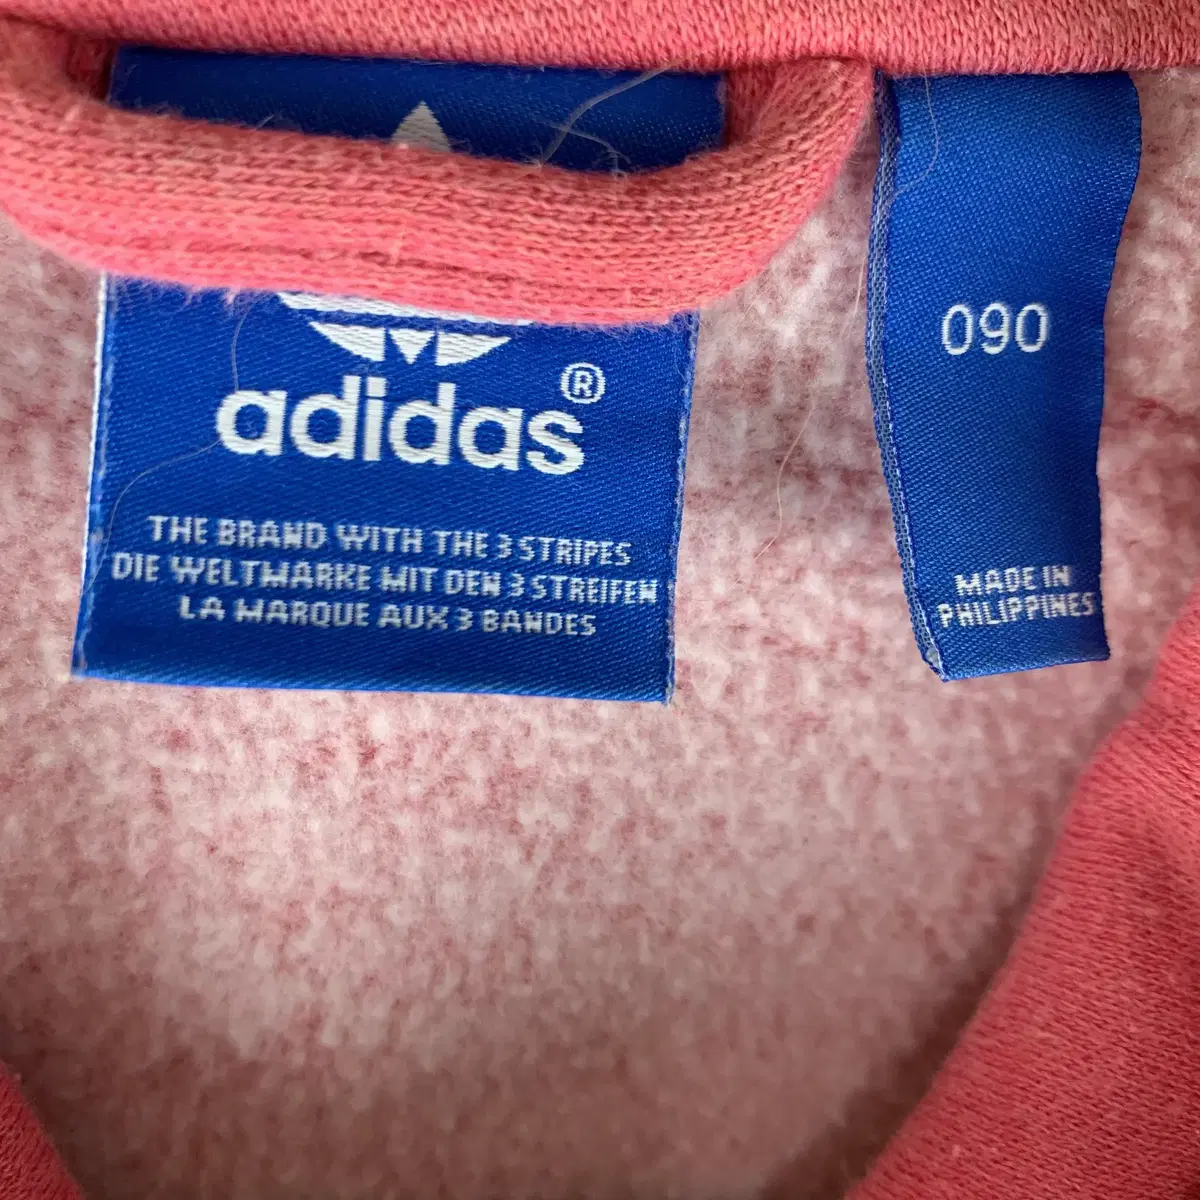 adidas®
THE BRAND WITH THE 3 STRIPES
DIE WELTMARKE MIT DEN 3 STREIFEN
LA MARQUE AUX 3 BANDES
090
MADE IN
PHILIPPINES